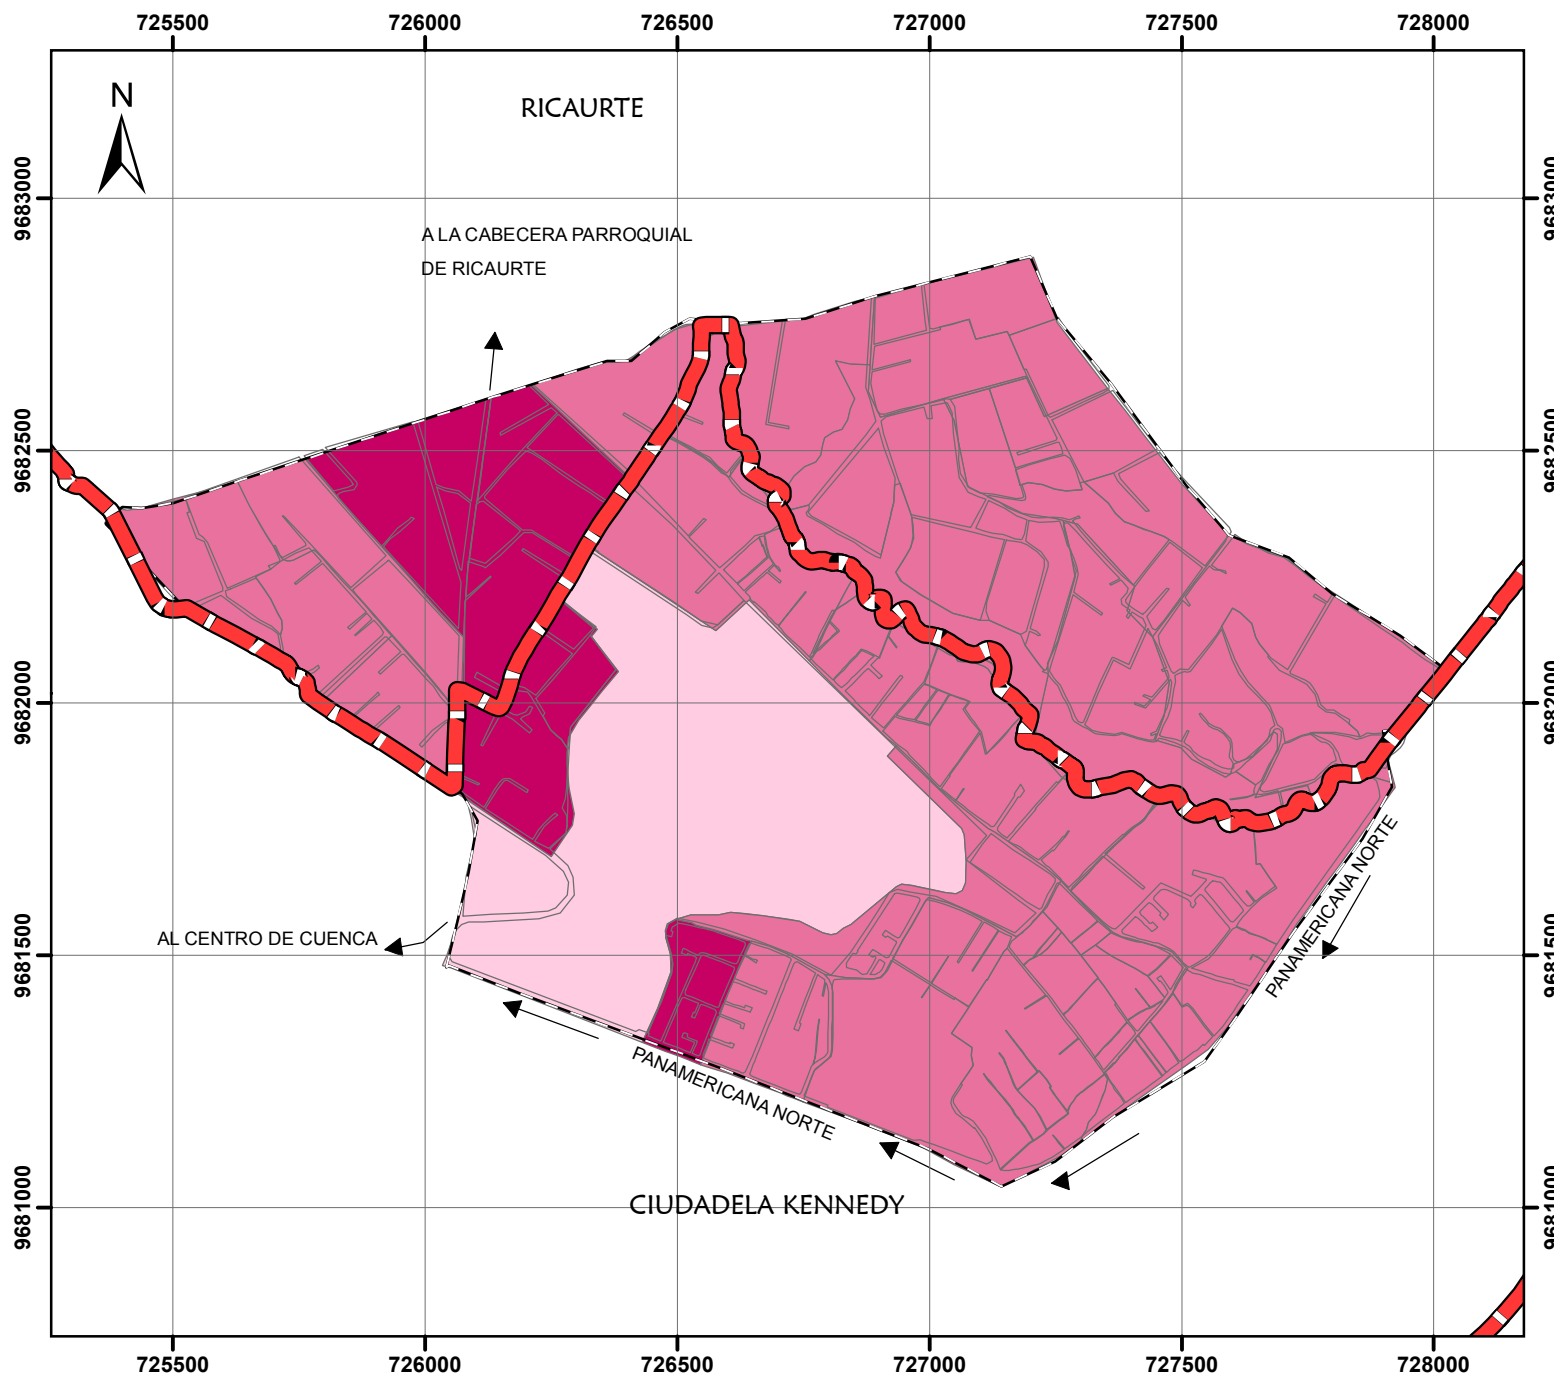 725500 726000 726500 727000 727500 728000
N
RICAURTE
9683000 9683000
A LA CABECERA PARROQUIAL
DE RICAURTE
9682500 9682500
9682000 9682000
PANAMERICANA NORTE
AL CENTRO DE CUENCA
9681500 9681500
PANAMERICANA NORTE
CIUDADELA KENNEDY
9681000 9681000
725500 726000 726500 727000 727500 728000